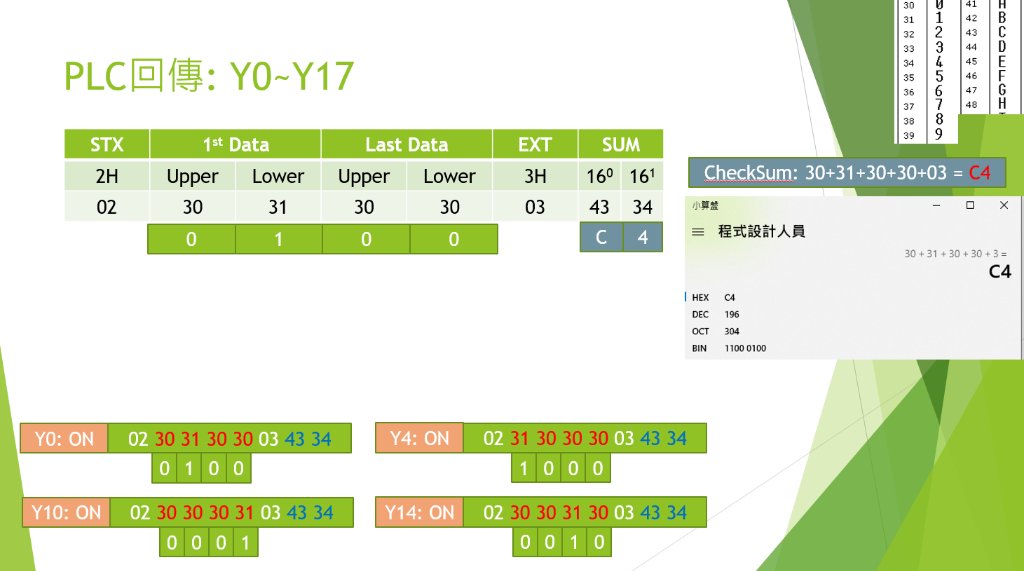 PLC回傳: Y0~Y17
STX 1st Data Last Data EXT SUM
2H Upper Lower Upper Lower 3H 16⁰ 16¹
02 30 31 30 30 03 43 34
0 1 0 0 C 4
30 0 41 A
31 1 42 B
32 2 43 C
33 3 44 D
34 4 45 E
35 5 46 F
36 6 47 G
37 7 48 H
38 8
39 9
CheckSum: 30+31+30+30+03 = C4
小算盤
程式設計人員
30 + 31 + 30 + 30 + 3 =
C4
HEX C4
DEC 196
OCT 304
BIN 1100 0100
Y0: ON 02 30 31 30 30 03 43 34
0 1 0 0
Y4: ON 02 31 30 30 30 03 43 34
1 0 0 0
Y10: ON 02 30 30 30 31 03 43 34
0 0 0 1
Y14: ON 02 30 30 31 30 03 43 34
0 0 1 0